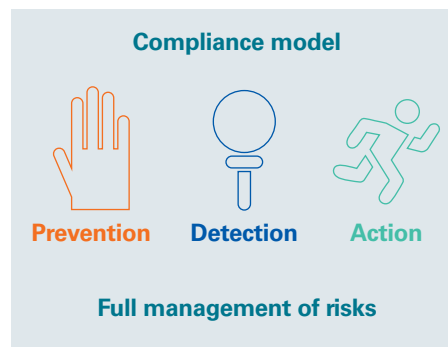 Compliance model
Prevention Detection Action
Full management of risks